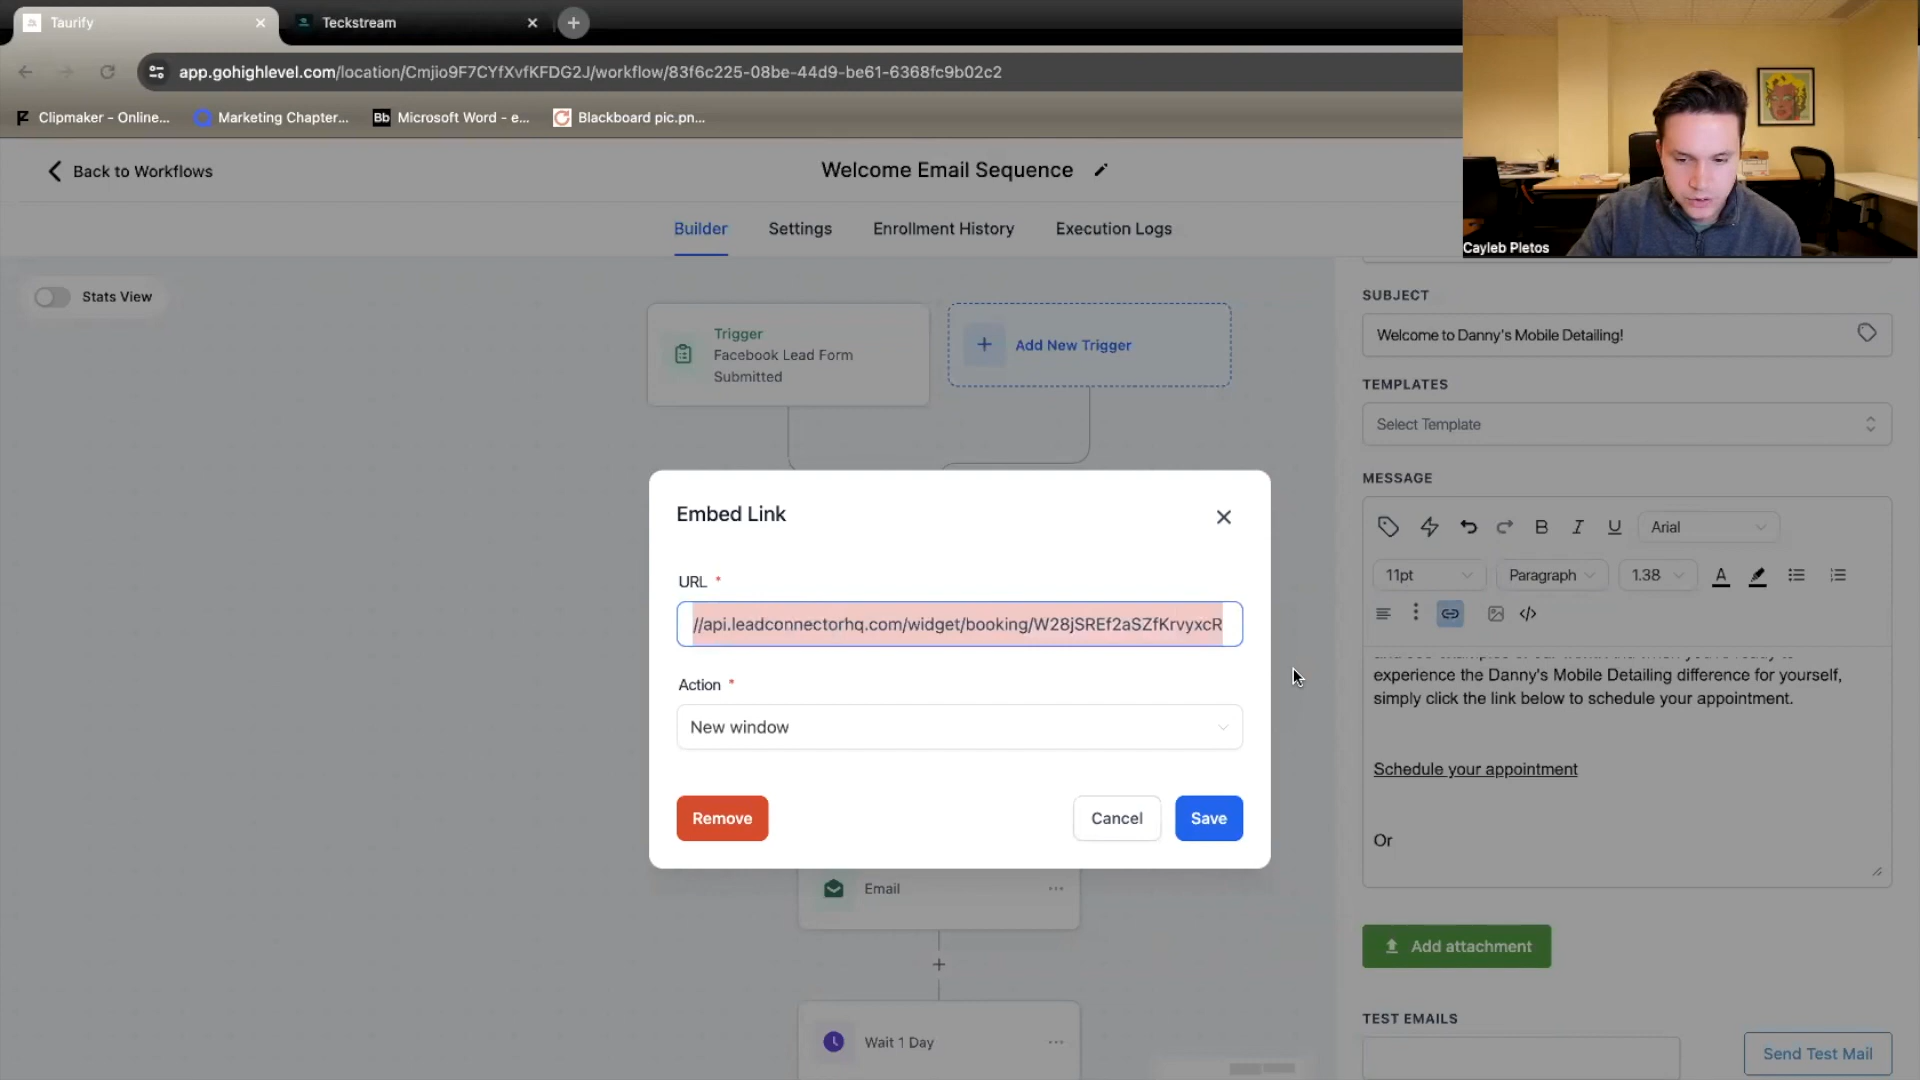 Taurify
Teckstream
app.gohighlevel.com/location/Cmjio9F7CYfXvfKFDG2J/workflow/83f6c225-08be-44d9-be61-6368fc9b02c2
Clipmaker - Online...
Marketing Chapter...
Bb
Microsoft Word - e...
Blackboard pic.pn...
Cayleb Pletos
Back to Workflows
Welcome Email Sequence
Builder
Settings
Enrollment History
Execution Logs
Stats View
Trigger
Facebook Lead Form
Submitted
Add New Trigger
SUBJECT
Welcome to Danny's Mobile Detailing!
TEMPLATES
Select Template
MESSAGE
B
I
U
Arial
11pt
Paragraph
1.38
A
experience the Danny's Mobile Detailing difference for yourself,
simply click the link below to schedule your appointment.
Schedule your appointment
Or
Add attachment
TEST EMAILS
Send Test Mail
Embed Link
URL *
//api.leadconnectorhq.com/widget/booking/W28jSREf2aSZfKrvyxcR
Action *
New window
Remove
Cancel
Save
Email
Wait 1 Day